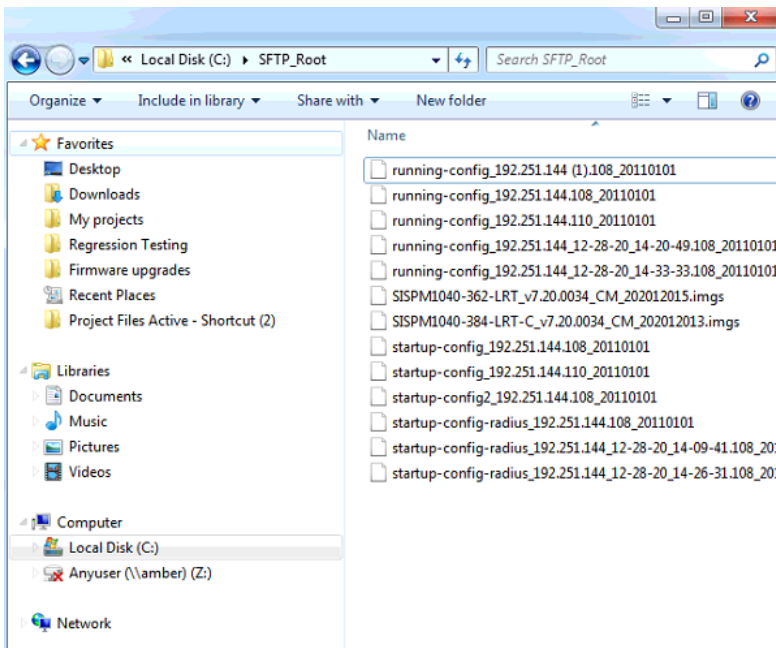 « Local Disk (C:) ▸ SFTP_Root
Search SFTP_Root
Organize
Include in library
Share with
New folder
Favorites
Desktop
Downloads
My projects
Regression Testing
Firmware upgrades
Recent Places
Project Files Active - Shortcut (2)
Libraries
Documents
Music
Pictures
Videos
Computer
Local Disk (C:)
Anyuser (\\amber) (Z:)
Network
Name
running-config_192.251.144 (1).108_20110101
running-config_192.251.144.108_20110101
running-config_192.251.144.110_20110101
running-config_192.251.144_12-28-20_14-20-49.108_20110101
running-config_192.251.144_12-28-20_14-33-33.108_20110101
SISPM1040-362-LRT_v7.20.0034_CM_202012015.imgs
SISPM1040-384-LRT-C_v7.20.0034_CM_202012013.imgs
startup-config_192.251.144.108_20110101
startup-config_192.251.144.110_20110101
startup-config2_192.251.144.108_20110101
startup-config-radius_192.251.144.108_20110101
startup-config-radius_192.251.144_12-28-20_14-09-41.108_20
startup-config-radius_192.251.144_12-28-20_14-26-31.108_20